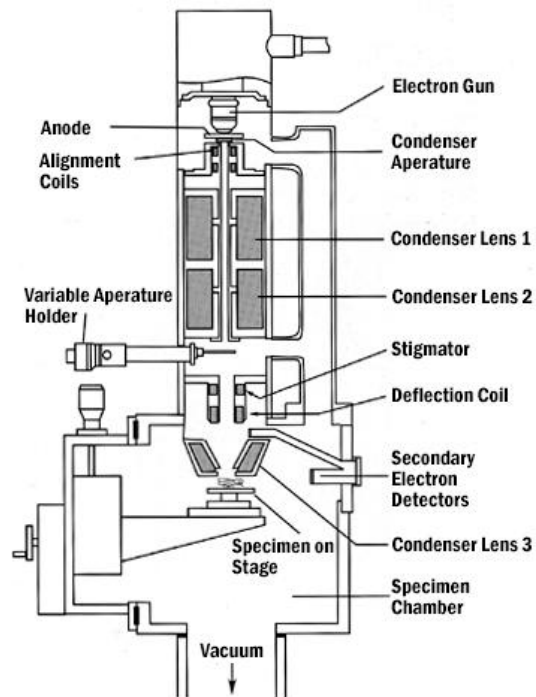 Electron Gun
Anode
Condenser
Aperature
Alignment
Coils
Condenser Lens 1
Condenser Lens 2
Variable Aperature
Holder
Stigmator
Deflection Coil
Secondary
Electron
Detectors
Condenser Lens 3
Specimen on
Stage
Specimen
Chamber
Vacuum